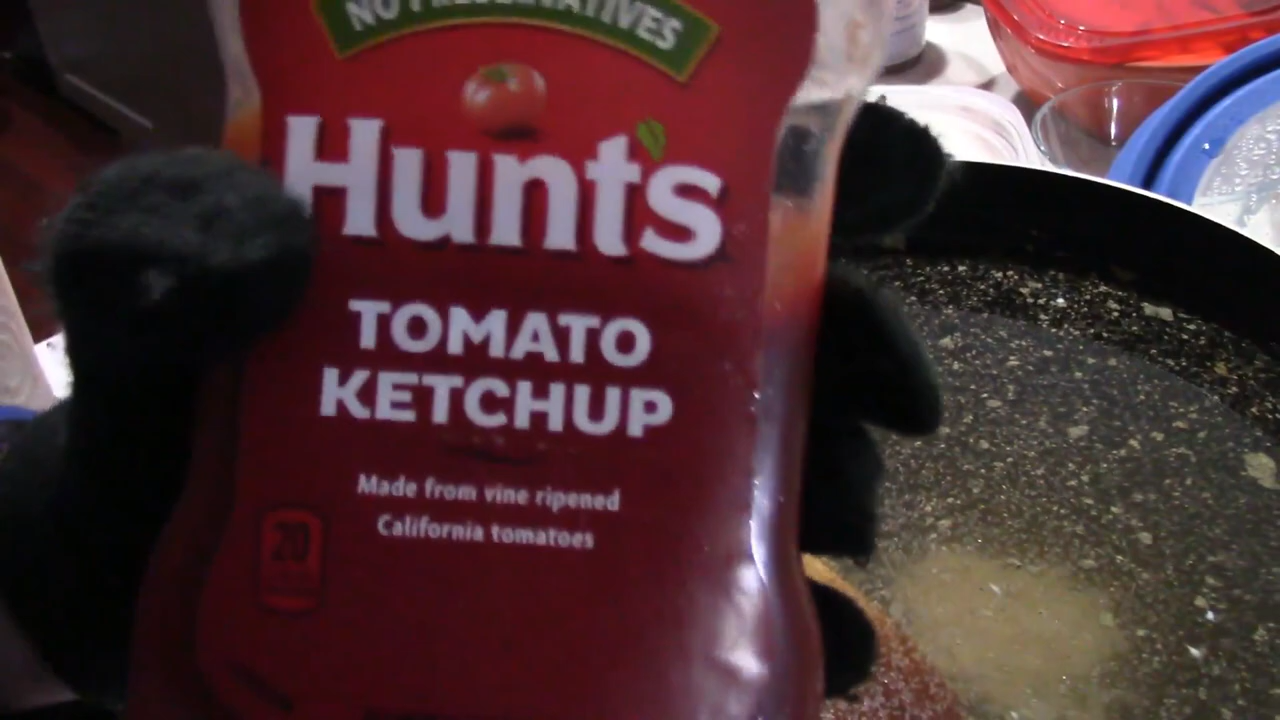 NO PRESERVATIVES
Hunt's
TOMATO
KETCHUP
Made from vine ripened
California tomatoes
20